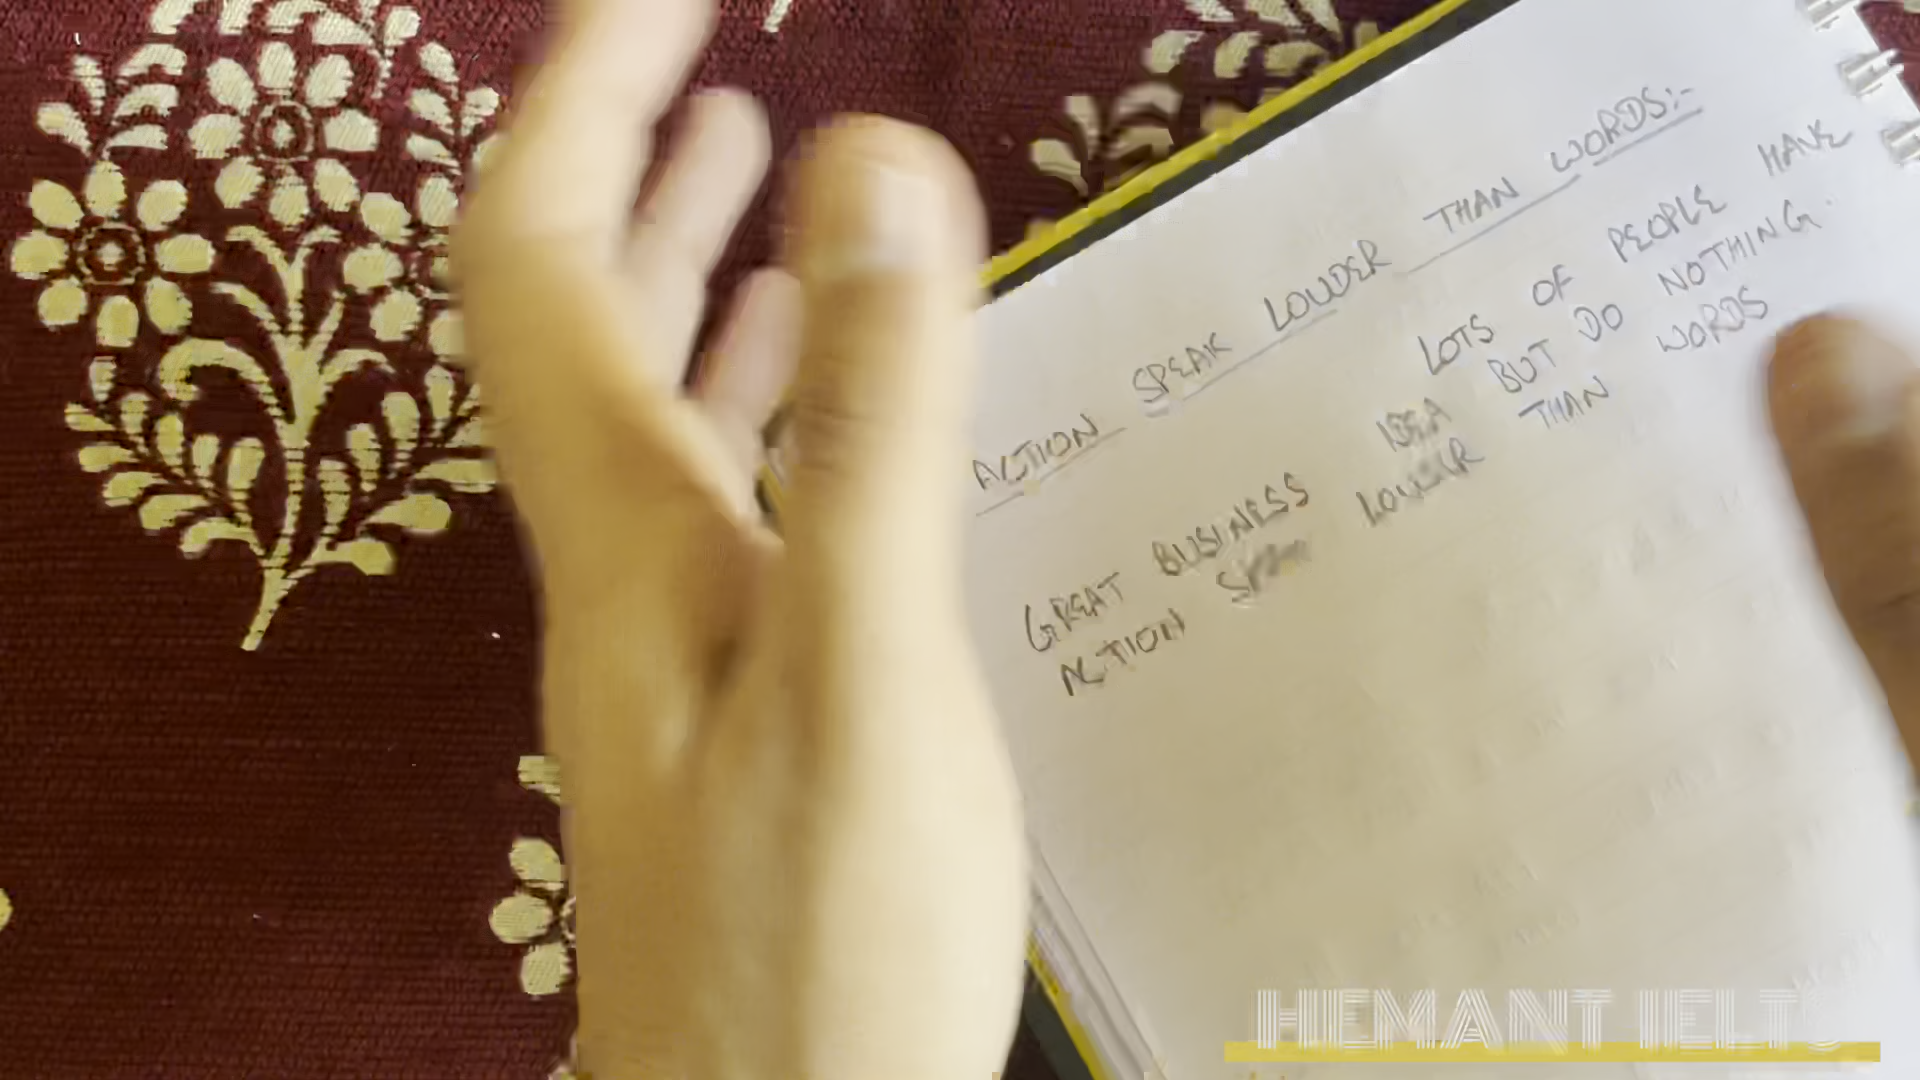 ACTION SPEAK LOUDER THAN WORDS:-
LOTS OF PEOPLE HAVE
GREAT BUSINESS IDEA BUT DO NOTHING.
ACTION SPEAK LOUDER THAN WORDS
HEMANT IELTS